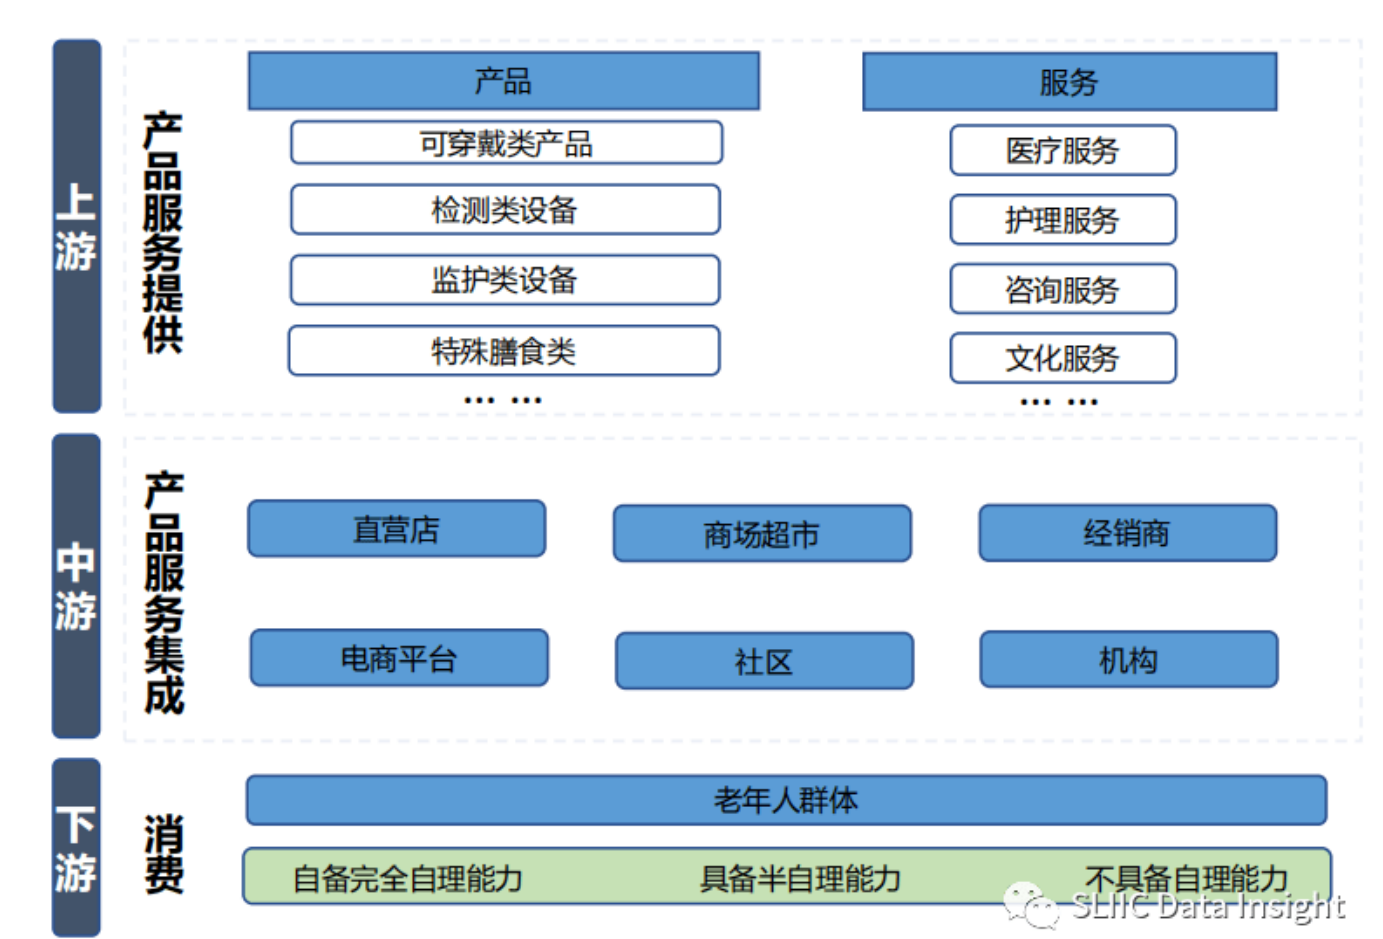 上游
产品服务提供
产品
服务
可穿戴类产品
医疗服务
检测类设备
护理服务
监护类设备
咨询服务
特殊膳食类
文化服务
... ...
... ...
中游
产品服务集成
直营店
商场超市
经销商
电商平台
社区
机构
下游
消费
老年人群体
自备完全自理能力
具备半自理能力
不具备自理能力
SLIIC Data Insight